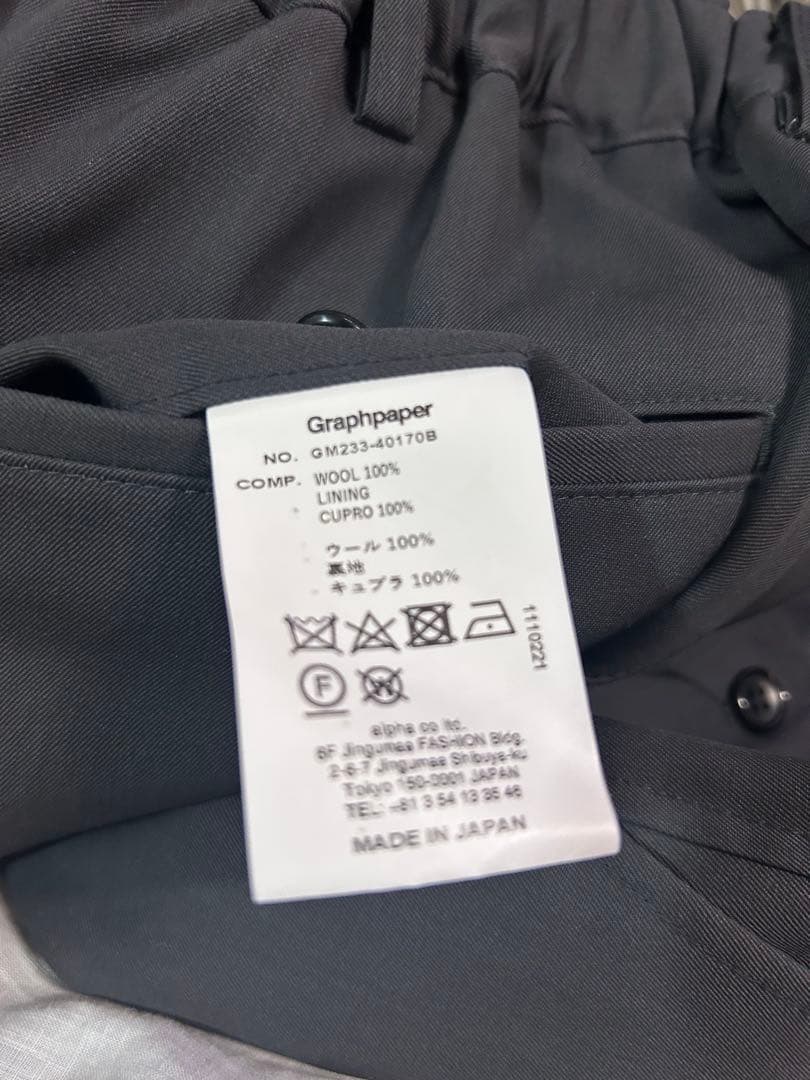 Graphpaper
NO. GM233-40170B
COMP. WOOL 100%
LINING
CUPRO 100%
ウール 100%
裏地
キュプラ 100%
1110221
F
W
alpha co ltd.
6F Jingumae FASHION Bldg.
2-6-7 Jingumae Shibuya-ku
Tokyo 150-0001 JAPAN
TEL: +81 3 54 13 35 46
MADE IN JAPAN